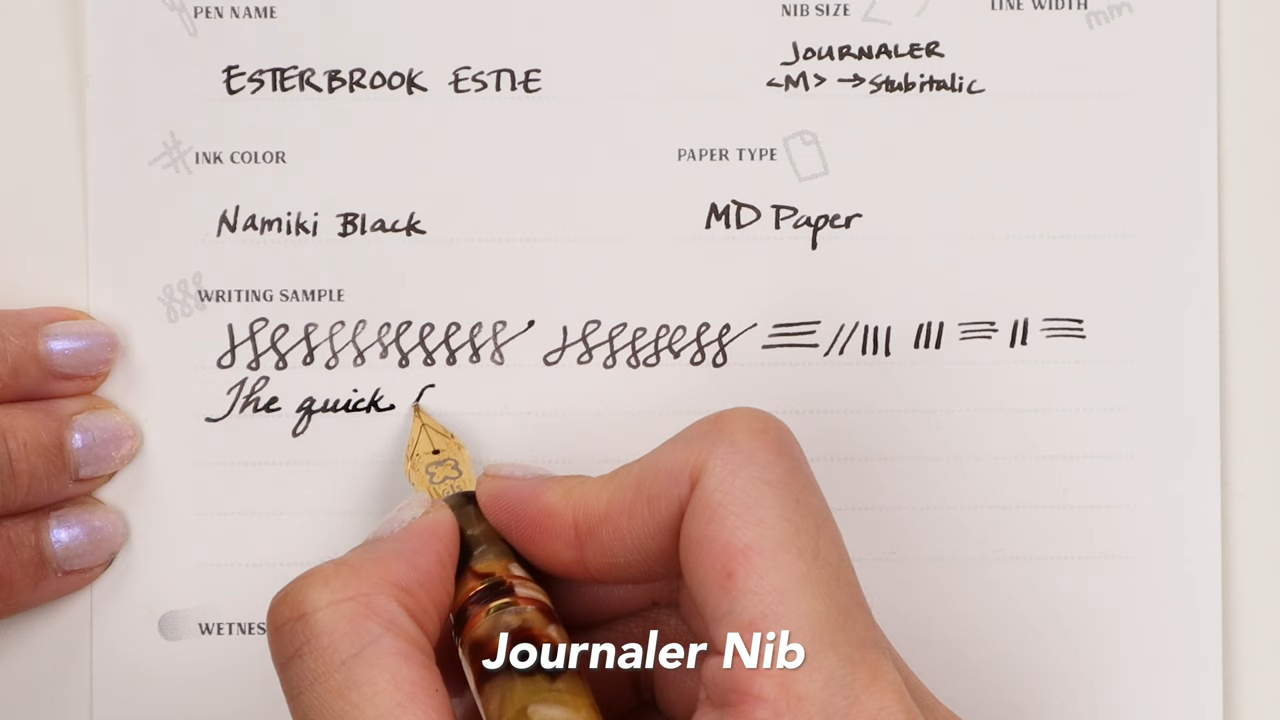 PEN NAME
NIB SIZE
LINE WIDTH
mm
ESTERBROOK ESTIE
JOURNALER
<M> → Stubitalic
INK COLOR
PAPER TYPE
Namiki Black
MD Paper
WRITING SAMPLE
The quick
WETNES
Journaler Nib